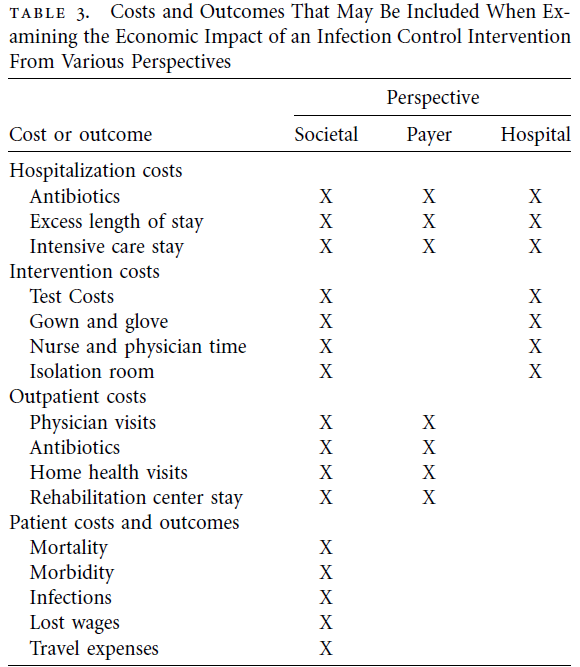 TABLE 3. Costs and Outcomes That May Be Included When Ex-
amining the Economic Impact of an Infection Control Intervention
From Various Perspectives
Perspective
Cost or outcome Societal Payer Hospital
Hospitalization costs
Antibiotics X X X
Excess length of stay X X X
Intensive care stay X X X
Intervention costs
Test Costs X X
Gown and glove X X
Nurse and physician time X X
Isolation room X X
Outpatient costs
Physician visits X X
Antibiotics X X
Home health visits X X
Rehabilitation center stay X X
Patient costs and outcomes
Mortality X
Morbidity X
Infections X
Lost wages X
Travel expenses X